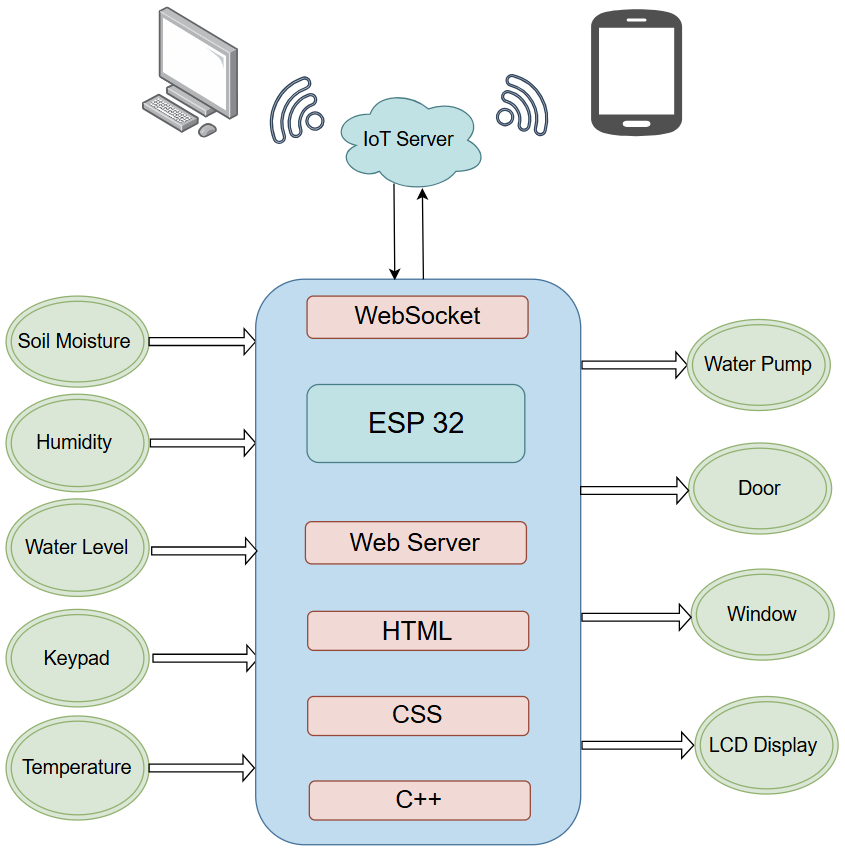 IoT Server
WebSocket
ESP 32
Web Server
HTML
CSS
C++
Soil Moisture
Humidity
Water Level
Keypad
Temperature
Water Pump
Door
Window
LCD Display